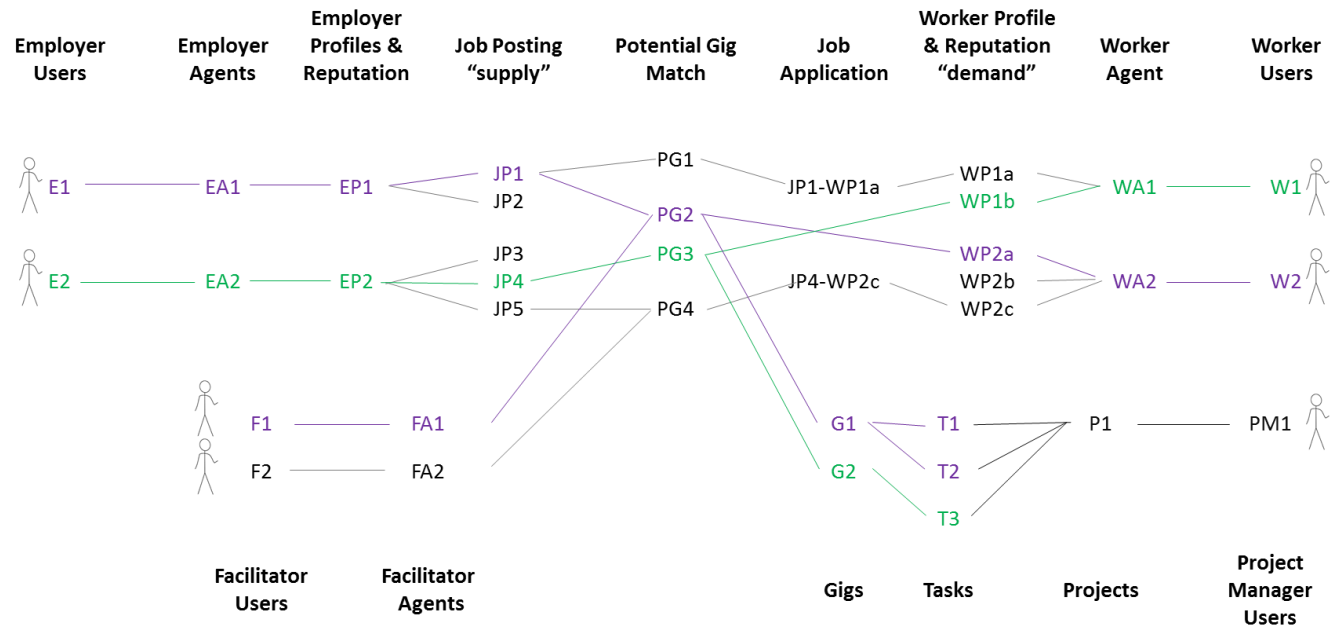 Employer Users
Employer Agents
Employer Profiles & Reputation
Job Posting “supply”
Potential Gig Match
Job Application
Worker Profile & Reputation “demand”
Worker Agent
Worker Users
E1
EA1
EP1
JP1
JP2
PG1
PG2
JP1-WP1a
WP1a
WP1b
WA1
W1
E2
EA2
EP2
JP3
JP4
JP5
PG3
PG4
JP4-WP2c
WP2a
WP2b
WP2c
WA2
W2
F1
FA1
G1
T1
P1
PM1
F2
FA2
G2
T2
T3
Facilitator Users
Facilitator Agents
Gigs
Tasks
Projects
Project Manager Users